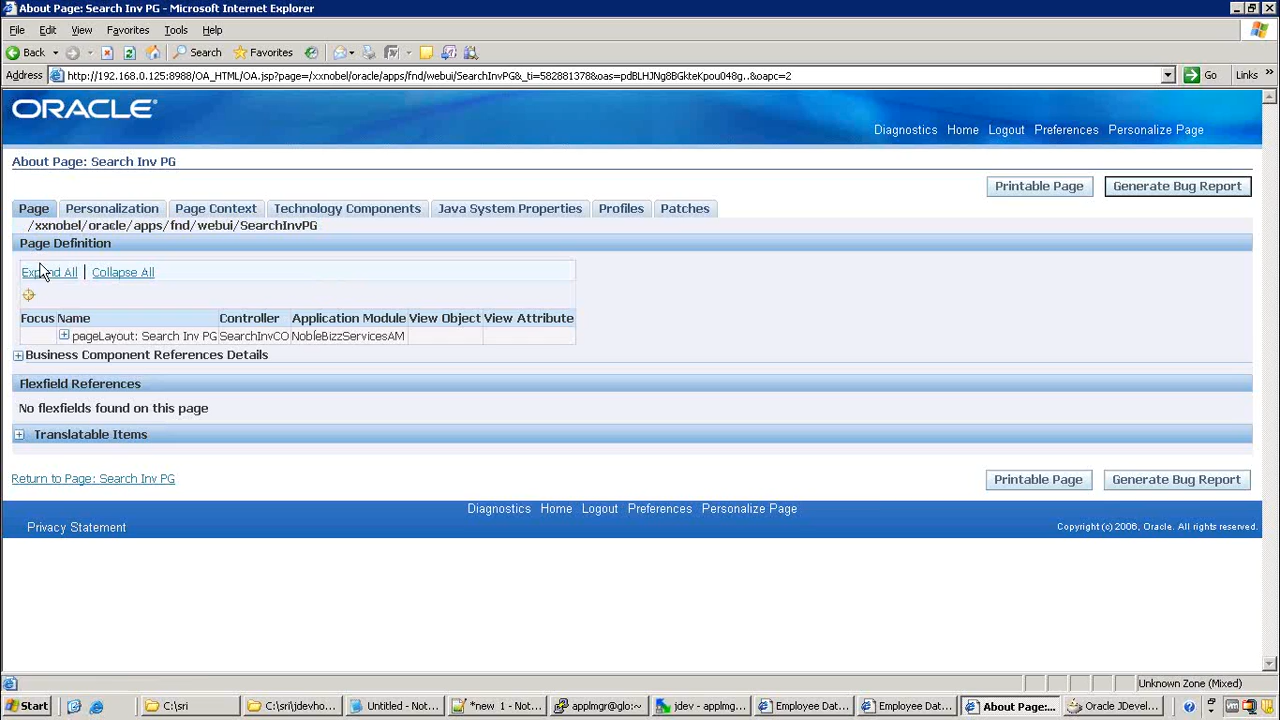 About Page: Search Inv PG - Microsoft Internet Explorer
File Edit View Favorites Tools Help
Back Search Favorites
Address http://192.168.0.125:8988/OA_HTML/OA.jsp?page=/xxnobel/oracle/apps/fnd/webui/SearchInvPG&_ti=582881378&oas=pdBLHJNg8BGkteKpou048g..&oapc=2 Go Links »
ORACLE®
Diagnostics Home Logout Preferences Personalize Page
About Page: Search Inv PG
Printable Page Generate Bug Report
Page Personalization Page Context Technology Components Java System Properties Profiles Patches
/xxnobel/oracle/apps/fnd/webui/SearchInvPG
Page Definition
Expand All | Collapse All
Focus Name Controller Application Module View Object View Attribute
pageLayout: Search Inv PG SearchInvCO NobleBizzServicesAM
Business Component References Details
Flexfield References
No flexfields found on this page
Translatable Items
Return to Page: Search Inv PG
Printable Page Generate Bug Report
Diagnostics Home Logout Preferences Personalize Page
Privacy Statement
Copyright (c) 2006, Oracle. All rights reserved.
Unknown Zone (Mixed)
Start C:\sri C:\sri\jdevho... Untitled - Not... *new 1 - Not... applmgr@glo:~ jdev - applmg... Employee Dat... Employee Dat... About Page:... Oracle JDevel...